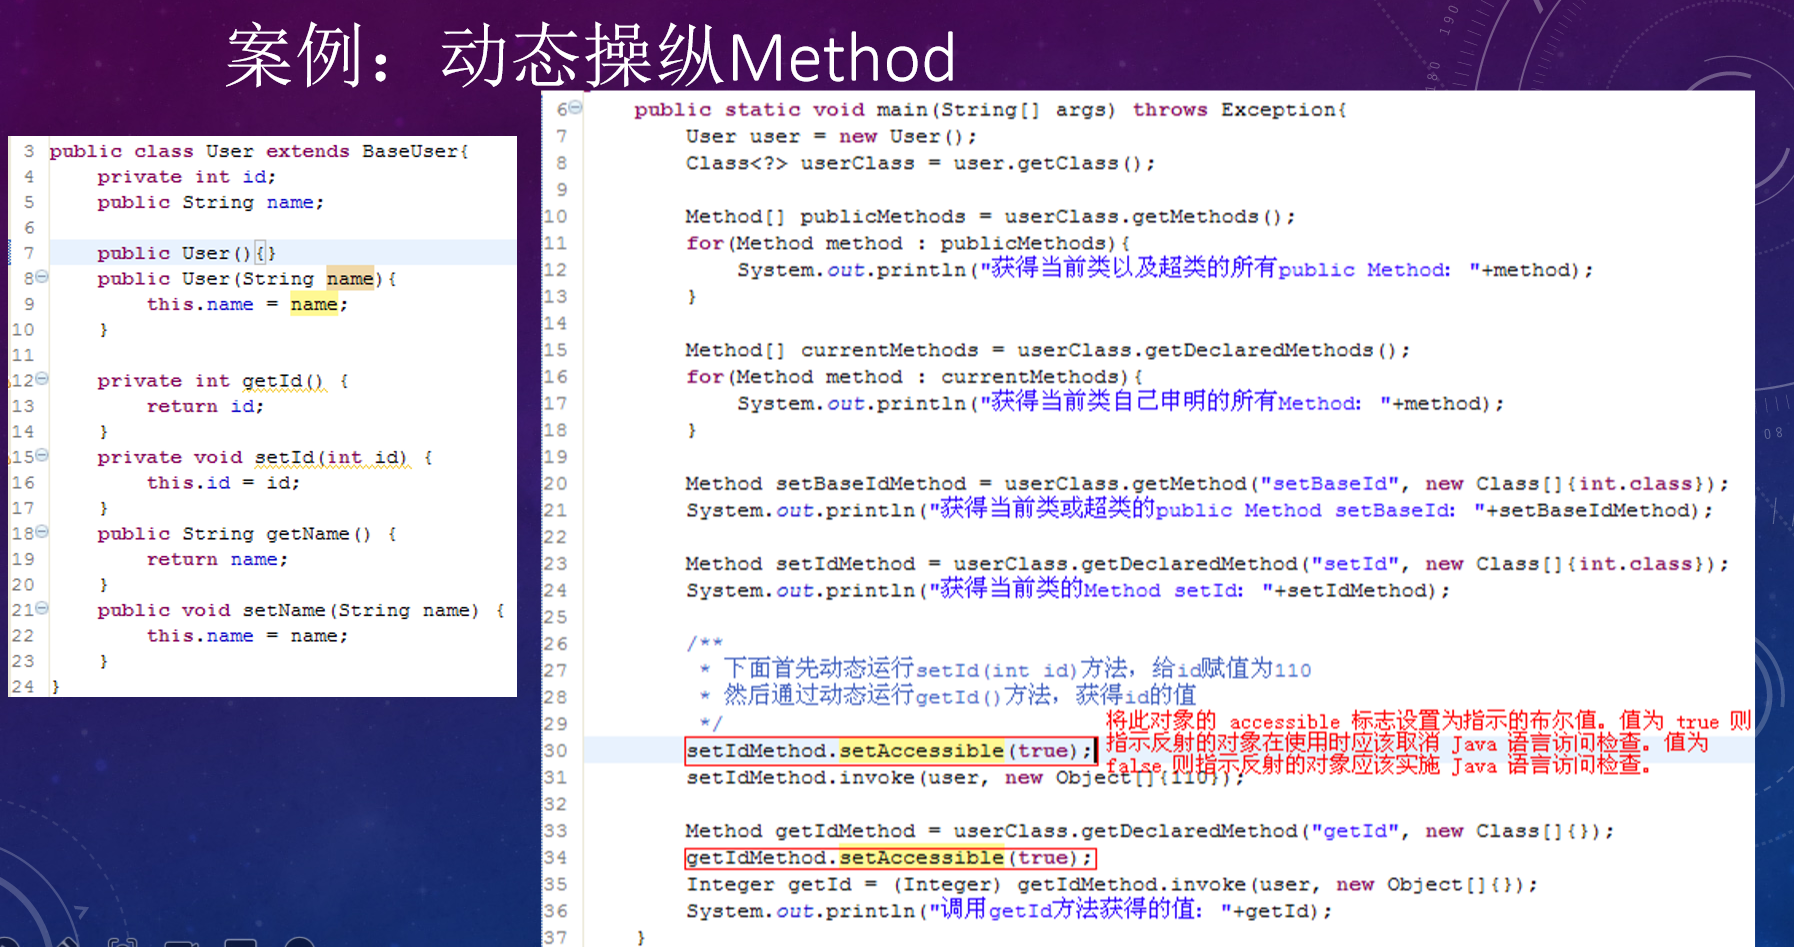 案例：动态操纵Method
3 public class User extends BaseUser{
4 private int id;
5 public String name;
6
7 public User(){}
8 public User(String name){
9 this.name = name;
10 }
11
12 private int getId() {
13 return id;
14 }
15 private void setId(int id) {
16 this.id = id;
17 }
18 public String getName() {
19 return name;
20 }
21 public void setName(String name) {
22 this.name = name;
23 }
24 }
6 public static void main(String[] args) throws Exception{
7 User user = new User();
8 Class<?> userClass = user.getClass();
9
10 Method[] publicMethods = userClass.getMethods();
11 for(Method method : publicMethods){
12 System.out.println("获得当前类以及超类的所有public Method: "+method);
13 }
14
15 Method[] currentMethods = userClass.getDeclaredMethods();
16 for(Method method : currentMethods){
17 System.out.println("获得当前类自己申明的所有Method: "+method);
18 }
19
20 Method setBaseIdMethod = userClass.getMethod("setBaseId", new Class[]{int.class});
21 System.out.println("获得当前类或超类的public Method setBaseId: "+setBaseIdMethod);
22
23 Method setIdMethod = userClass.getDeclaredMethod("setId", new Class[]{int.class});
24 System.out.println("获得当前类的Method setId: "+setIdMethod);
25
26 /**
27 * 下面首先动态运行setId(int id)方法，给id赋值为110
28 * 然后通过动态运行getId()方法，获得id的值
29 */
30 setIdMethod.setAccessible(true);
31 setIdMethod.invoke(user, new Object[]{110});
将此对象的 accessible 标志设置为指示的布尔值。值为 true 则
指示反射的对象在使用时应该取消 Java 语言访问检查。值为
false 则指示反射的对象应该实施 Java 语言访问检查。
32
33 Method getIdMethod = userClass.getDeclaredMethod("getId", new Class[]{});
34 getIdMethod.setAccessible(true);
35 Integer getId = (Integer) getIdMethod.invoke(user, new Object[]{});
36 System.out.println("调用getId方法获得的值: "+getId);
37 }
190
180
80